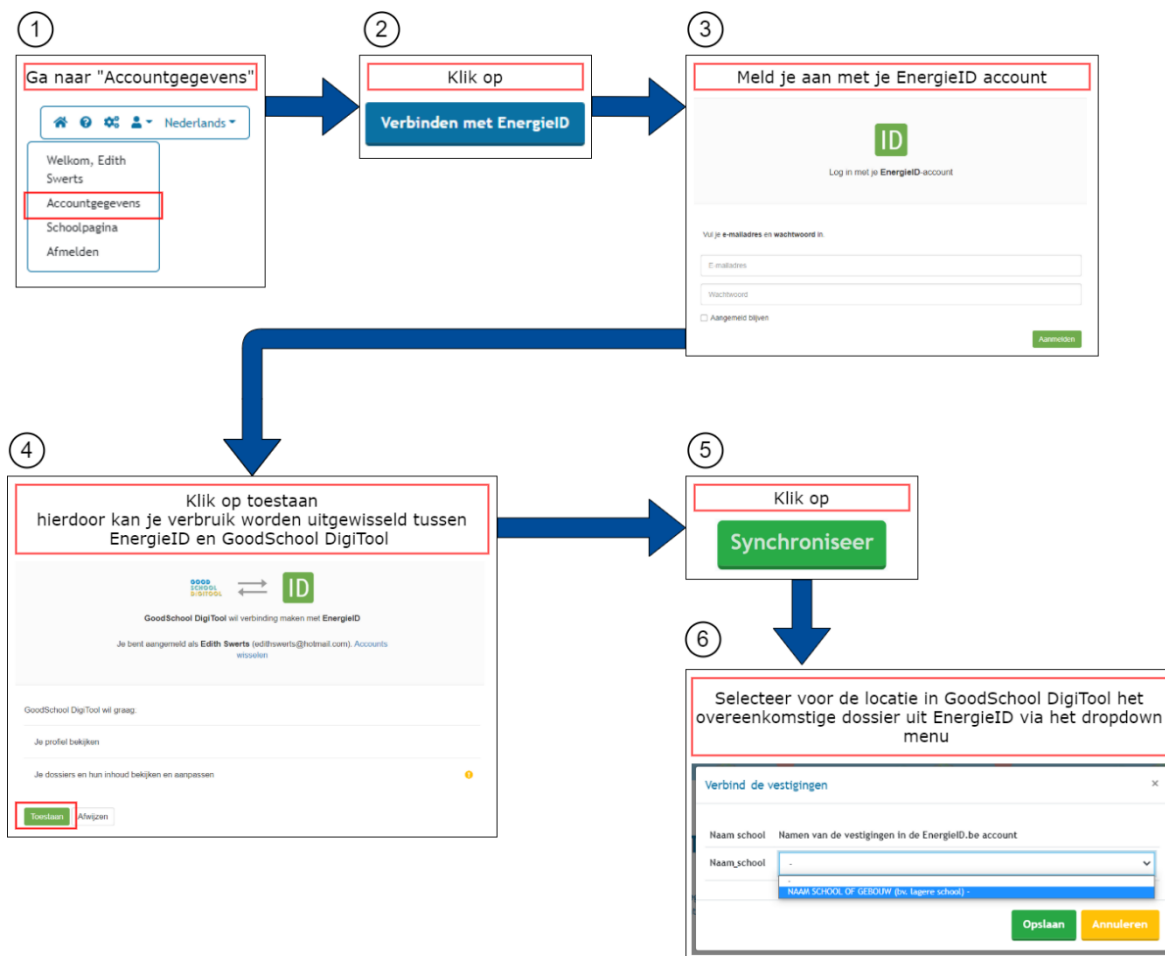 1
Ga naar "Accountgegevens"
Nederlands
Welkom, Edith
Swerts
Accountgegevens
Schoolpagina
Afmelden
2
Klik op
Verbinden met EnergieID
3
Meld je aan met je EnergieID account
ID
Log in met je EnergieID-account
Vul je e-mailadres en wachtwoord in.
E-mailadres
Wachtwoord
Aangemeld blijven
Aanmelden
4
Klik op toestaan
hierdoor kan je verbruik worden uitgewisseld tussen
EnergieID en GoodSchool DigiTool
GOOD
SCHOOL
DIGITOOL
ID
GoodSchool DigiTool wil verbinding maken met EnergieID
Je bent aangemeld als Edith Swerts (edithswerts@hotmail.com). Accounts
wisselen
GoodSchool DigiTool wil graag:
Je profiel bekijken
Je dossiers en hun inhoud bekijken en aanpassen
Toestaan Afwijzen
5
Klik op
Synchroniseer
6
Selecteer voor de locatie in GoodSchool DigiTool het
overeenkomstige dossier uit EnergieID via het dropdown
menu
Verbind de vestigingen ×
Naam school Namen van de vestigingen in de EnergieID.be account
Naam_school -
-
NAAM SCHOOL OF GEBOUW (bv. lagere school) -
Opslaan Annuleren